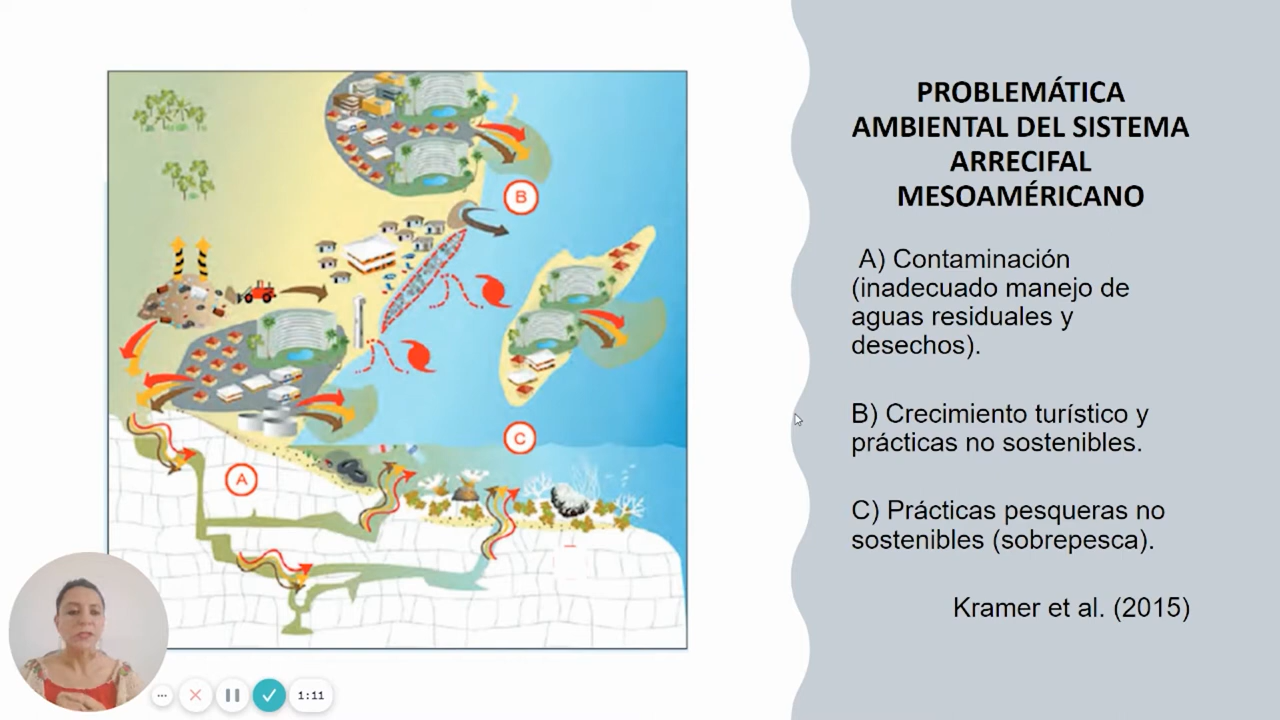 PROBLEMÁTICA
AMBIENTAL DEL SISTEMA
ARRECIFAL
MESOAMÉRICANO
A) Contaminación
(inadecuado manejo de
aguas residuales y
desechos).
B) Crecimiento turístico y
prácticas no sostenibles.
C) Prácticas pesqueras no
sostenibles (sobrepesca).
Kramer et al. (2015)
B
C
A
1:11